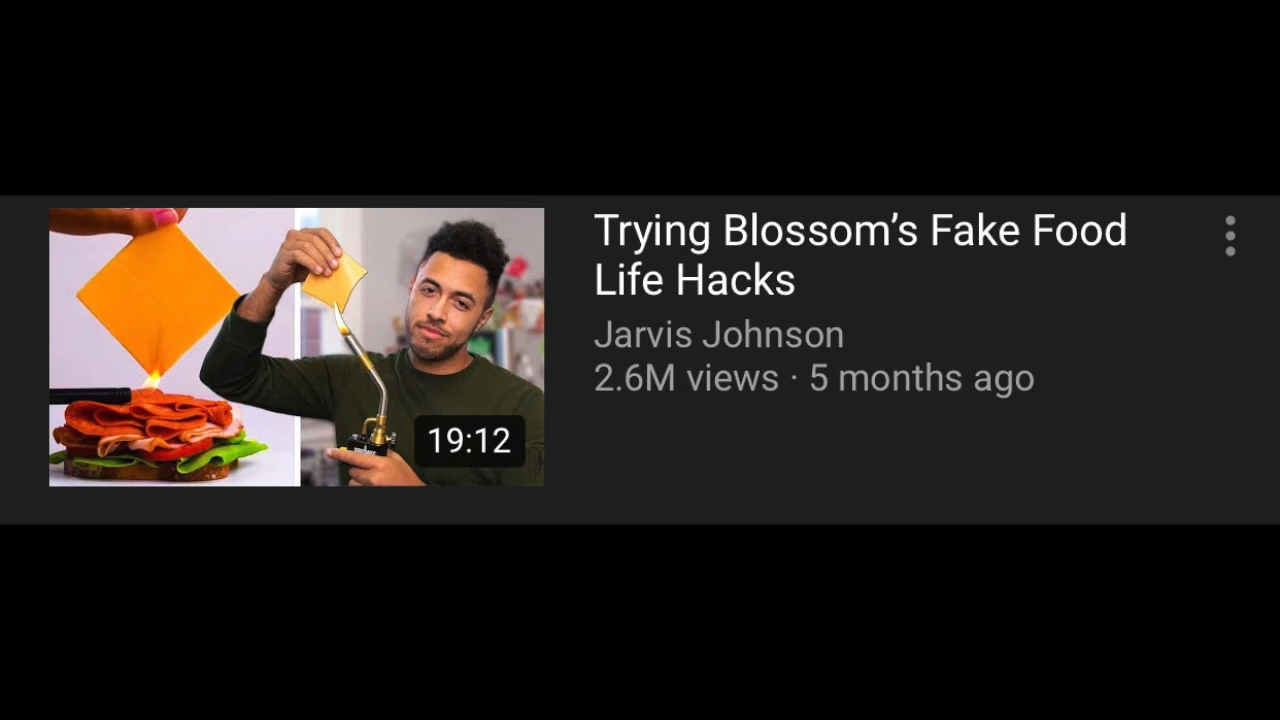 Trying Blossom’s Fake Food
Life Hacks
Jarvis Johnson
2.6M views · 5 months ago
19:12